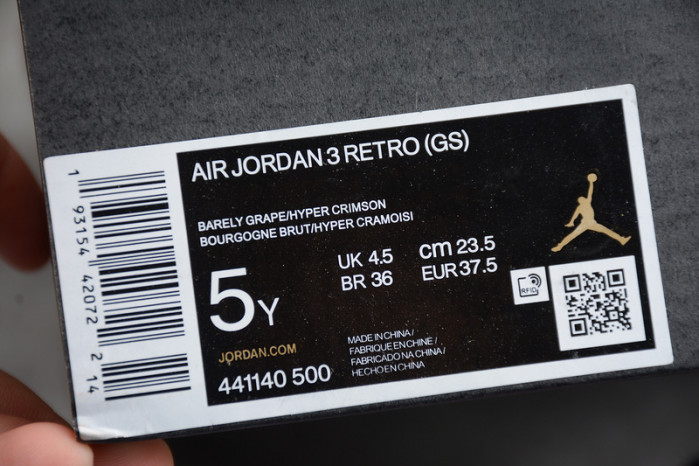 AIR JORDAN 3 RETRO (GS)
BARELY GRAPE/HYPER CRIMSON
BOURGOGNE BRUT/HYPER CRAMOISI
5Y
UK 4.5 cm 23.5
BR 36 EUR 37.5
RFID
JORDAN.COM
441140 500
MADE IN CHINA /
FABRIQUE EN CHINE /
FABRICADO NA CHINA /
HECHO EN CHINA
1 93154 42072 2 14